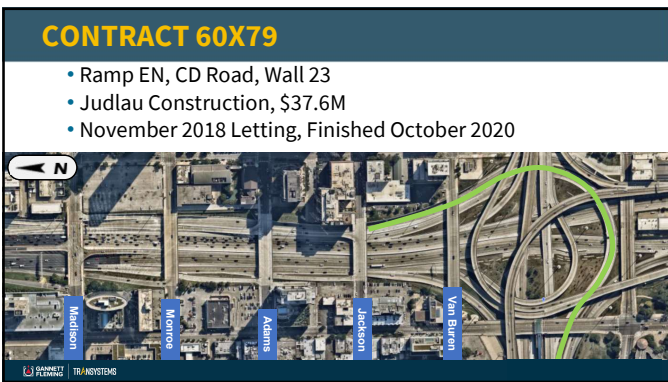 CONTRACT 60X79
• Ramp EN, CD Road, Wall 23
• Judlau Construction, $37.6M
• November 2018 Letting, Finished October 2020
N
Madison
Monroe
Adams
Jackson
Van Buren
GANNETT
FLEMING
TRANSYSTEMS